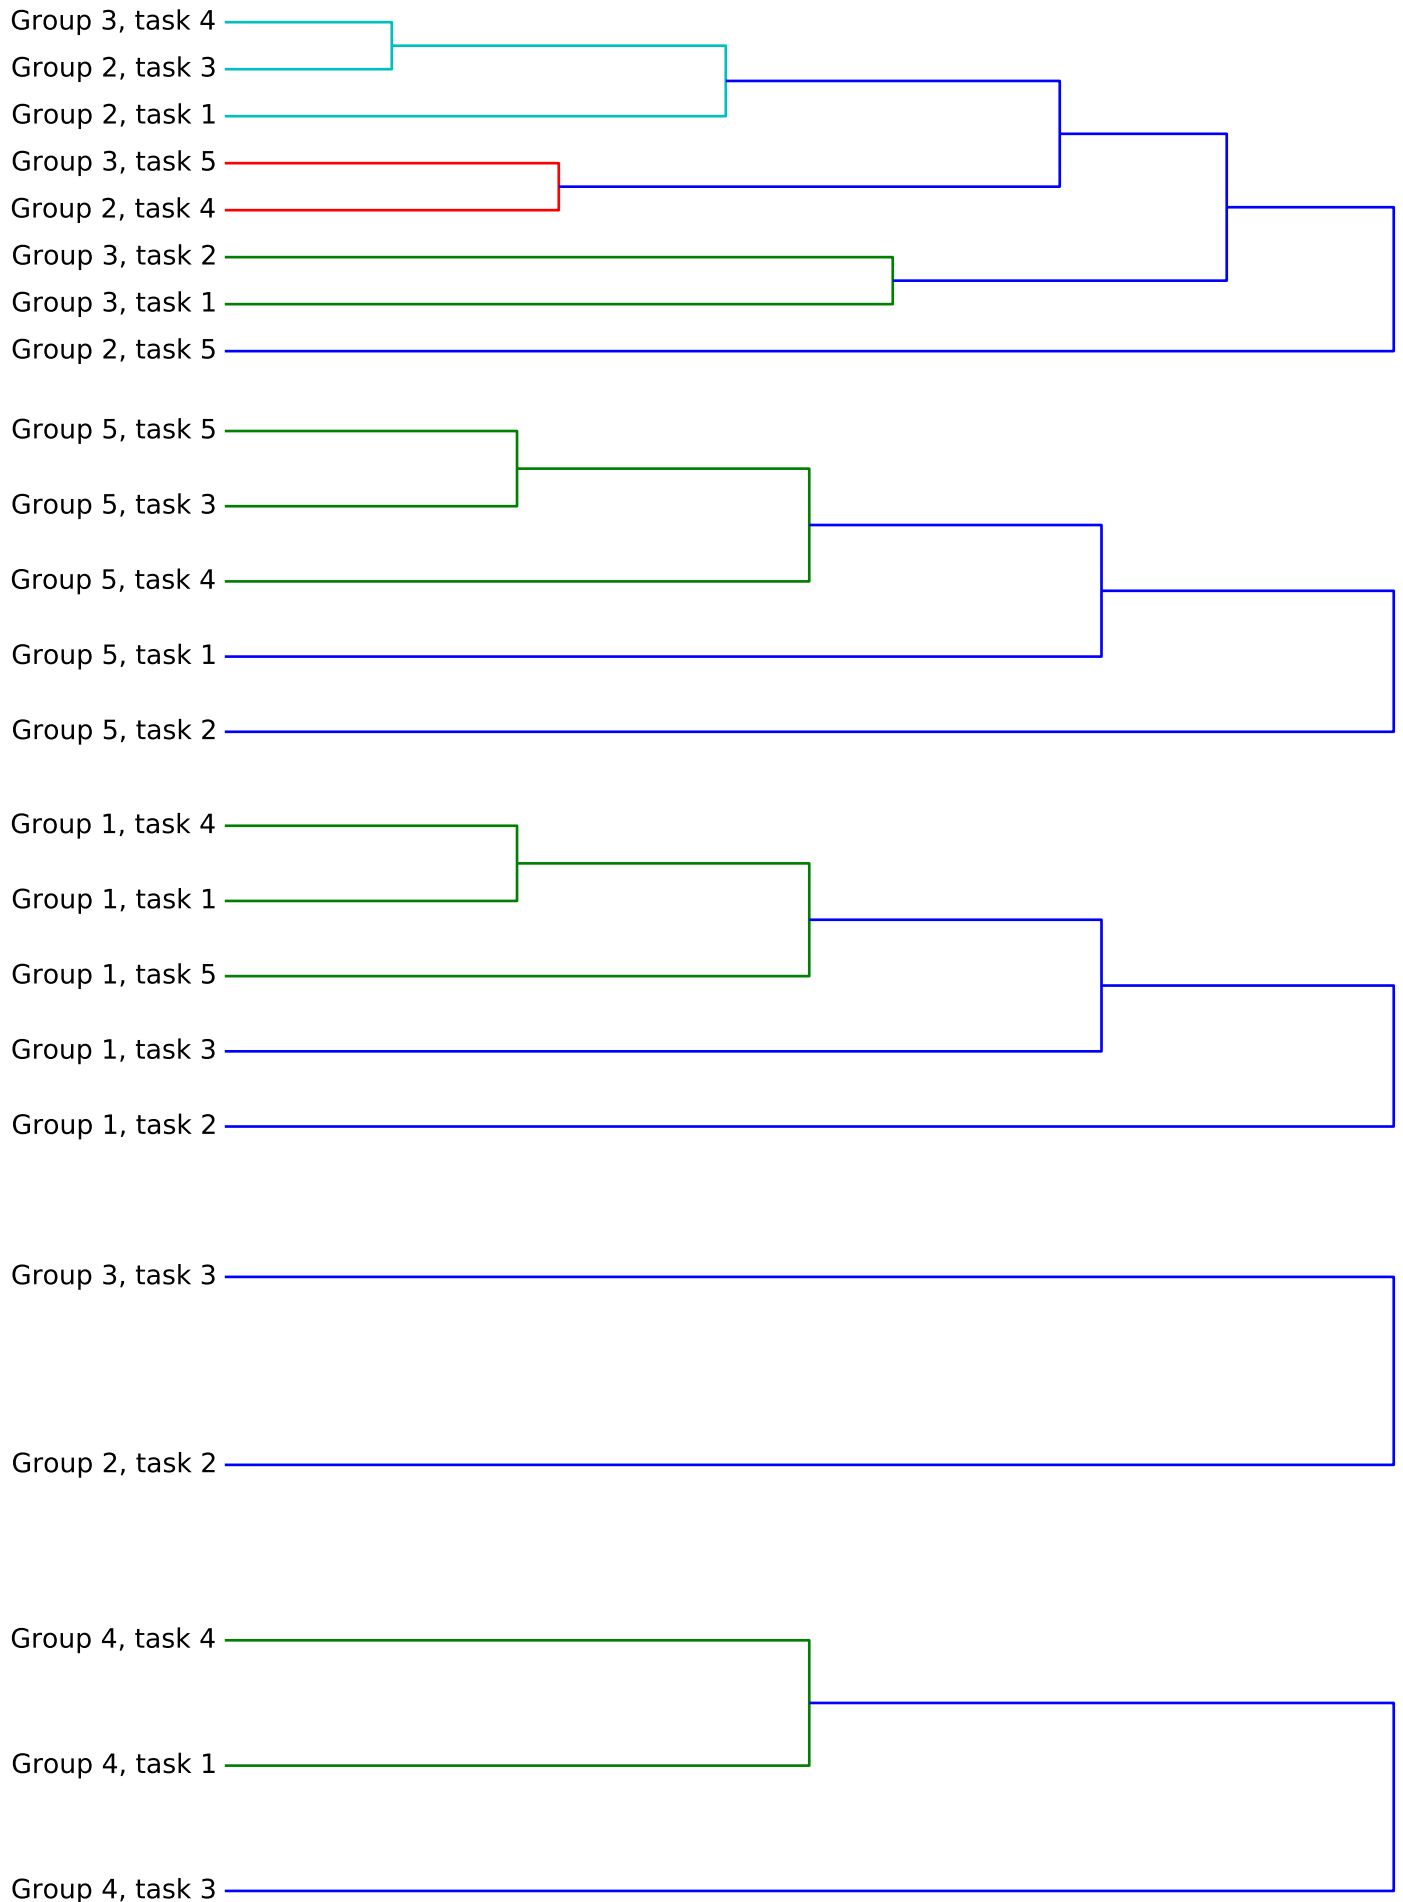 Group 3, task 4
Group 2, task 3
Group 2, task 1
Group 3, task 5
Group 2, task 4
Group 3, task 2
Group 3, task 1
Group 2, task 5
Group 5, task 5
Group 5, task 3
Group 5, task 4
Group 5, task 1
Group 5, task 2
Group 1, task 4
Group 1, task 1
Group 1, task 5
Group 1, task 3
Group 1, task 2
Group 3, task 3
Group 2, task 2
Group 4, task 4
Group 4, task 1
Group 4, task 3